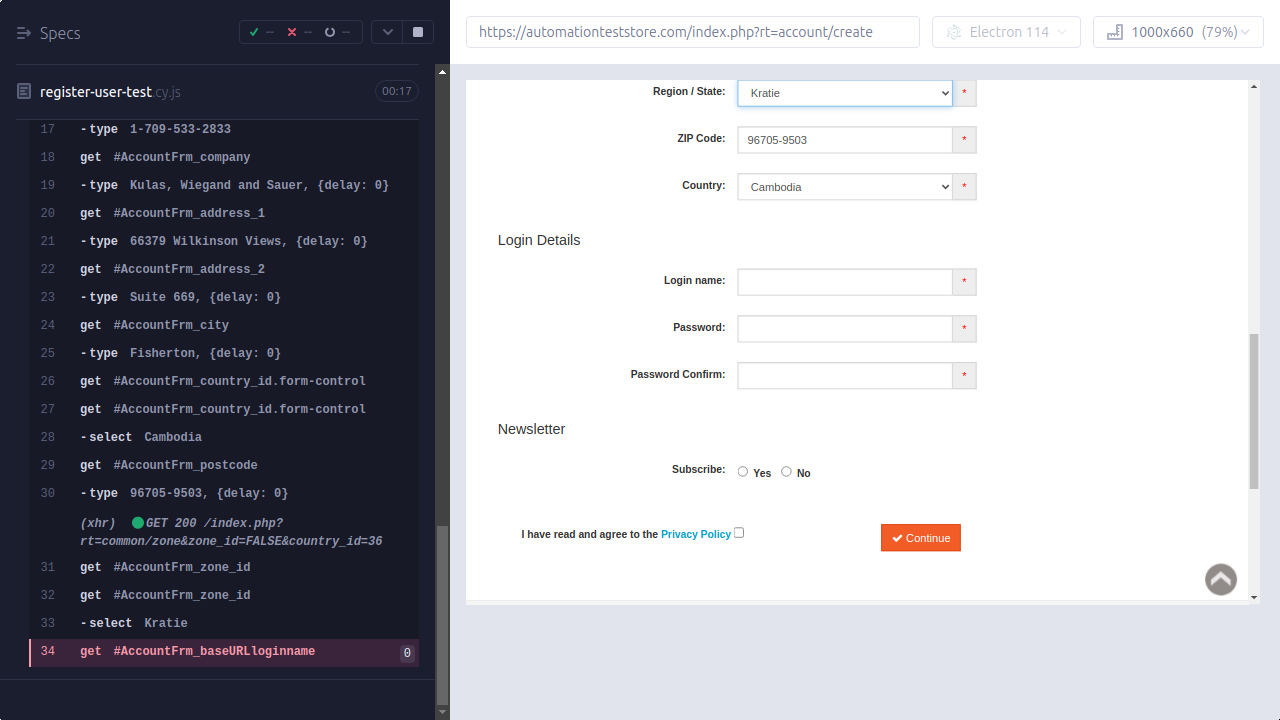 Specs
--
--
--
https://automationteststore.com/index.php?rt=account/create
Electron 114
1000x660 (79%)
register-user-test.cy.js
00:17
17 -type 1-709-533-2833
18 get #AccountFrm_company
19 -type Kulas, Wiegand and Sauer, {delay: 0}
20 get #AccountFrm_address_1
21 -type 66379 Wilkinson Views, {delay: 0}
22 get #AccountFrm_address_2
23 -type Suite 669, {delay: 0}
24 get #AccountFrm_city
25 -type Fisherton, {delay: 0}
26 get #AccountFrm_country_id.form-control
27 get #AccountFrm_country_id.form-control
28 -select Cambodia
29 get #AccountFrm_postcode
30 -type 96705-9503, {delay: 0}
(xhr) GET 200 /index.php?
rt=common/zone&zone_id=FALSE&country_id=36
31 get #AccountFrm_zone_id
32 get #AccountFrm_zone_id
33 -select Kratie
34 get #AccountFrm_baseURLloginname 0
Region / State: Kratie *
ZIP Code: 96705-9503 *
Country: Cambodia *
Login Details
Login name: *
Password: *
Password Confirm: *
Newsletter
Subscribe: Yes No
I have read and agree to the Privacy Policy
Continue